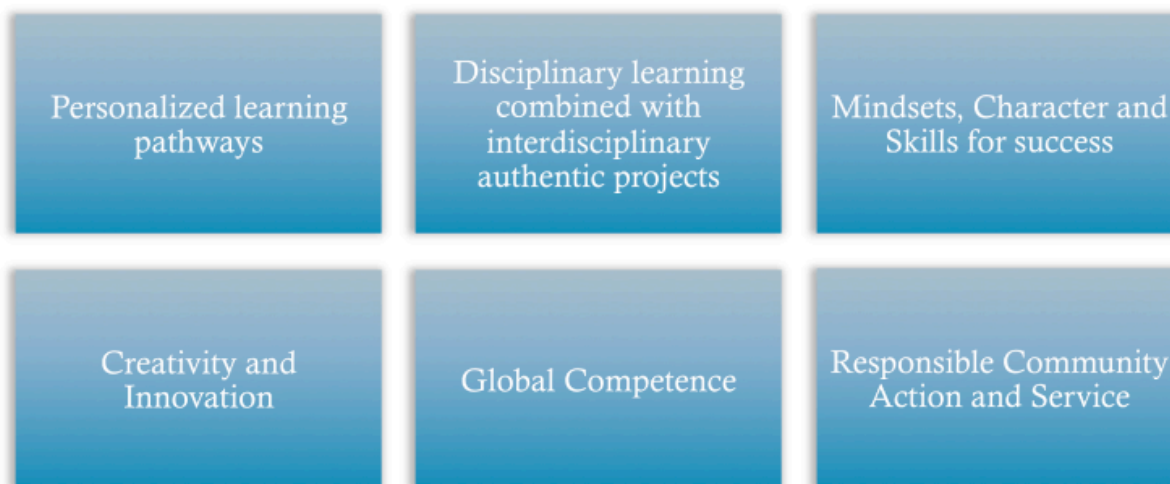 Personalized learning
pathways
Disciplinary learning
combined with
interdisciplinary
authentic projects
Mindsets, Character and
Skills for success
Creativity and
Innovation
Global Competence
Responsible Community
Action and Service